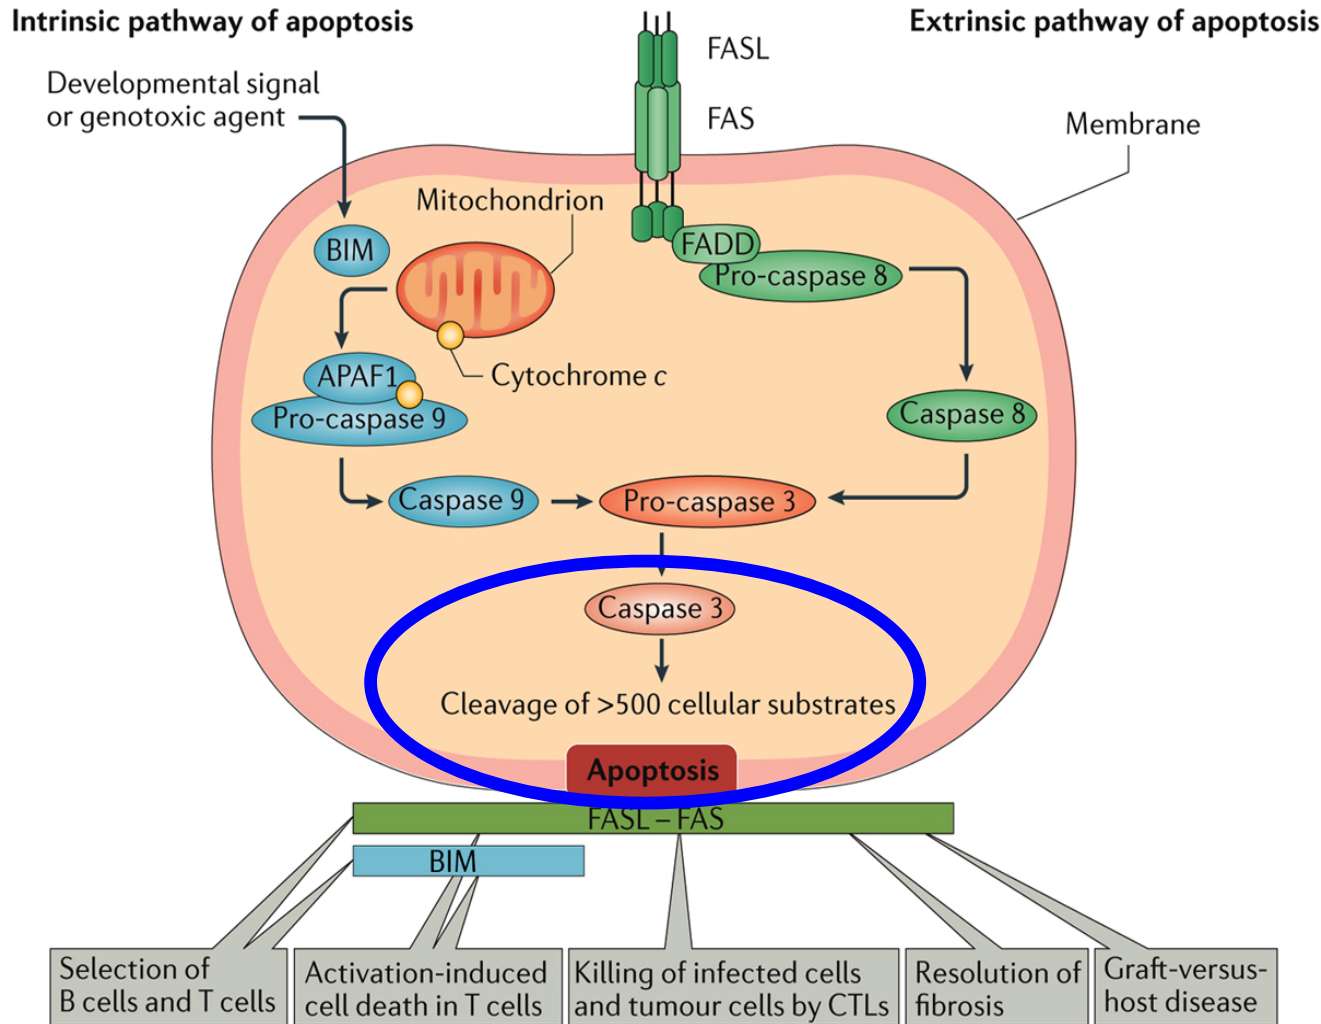 Intrinsic pathway of apoptosis
Extrinsic pathway of apoptosis
FASL
Developmental signal
or genotoxic agent
FAS
Membrane
Mitochondrion
BIM
FADD
Pro-caspase 8
Cytochrome c
APAF1
Pro-caspase 9
Caspase 8
Caspase 9
Pro-caspase 3
Caspase 3
Cleavage of >500 cellular substrates
Apoptosis
FASL – FAS
BIM
Selection of
B cells and T cells
Activation-induced
cell death in T cells
Killing of infected cells
and tumour cells by CTLs
Resolution of
fibrosis
Graft-versus-
host disease